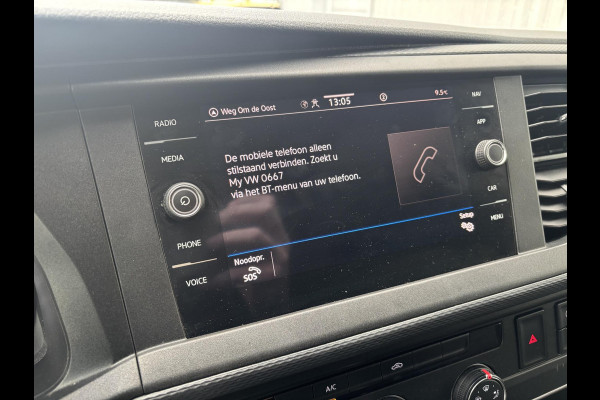 RADIO
MEDIA
PHONE
VOICE
Weg Om de Oost
13:05
9.5°C
De mobiele telefoon alleen
stilstaand verbinden. Zoekt u
My VW 0667
via het BT-menu van uw telefoon.
Noodopr.
SOS
Setup
NAV
APP
CAR
MENU
A/C